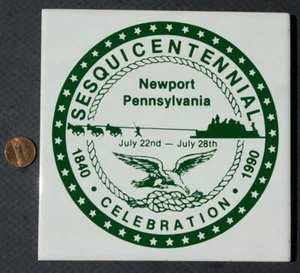 SESQUICENTENNIAL
Newport
Pennsylvania
July 22nd — July 28th
1840 • CELEBRATION • 1990